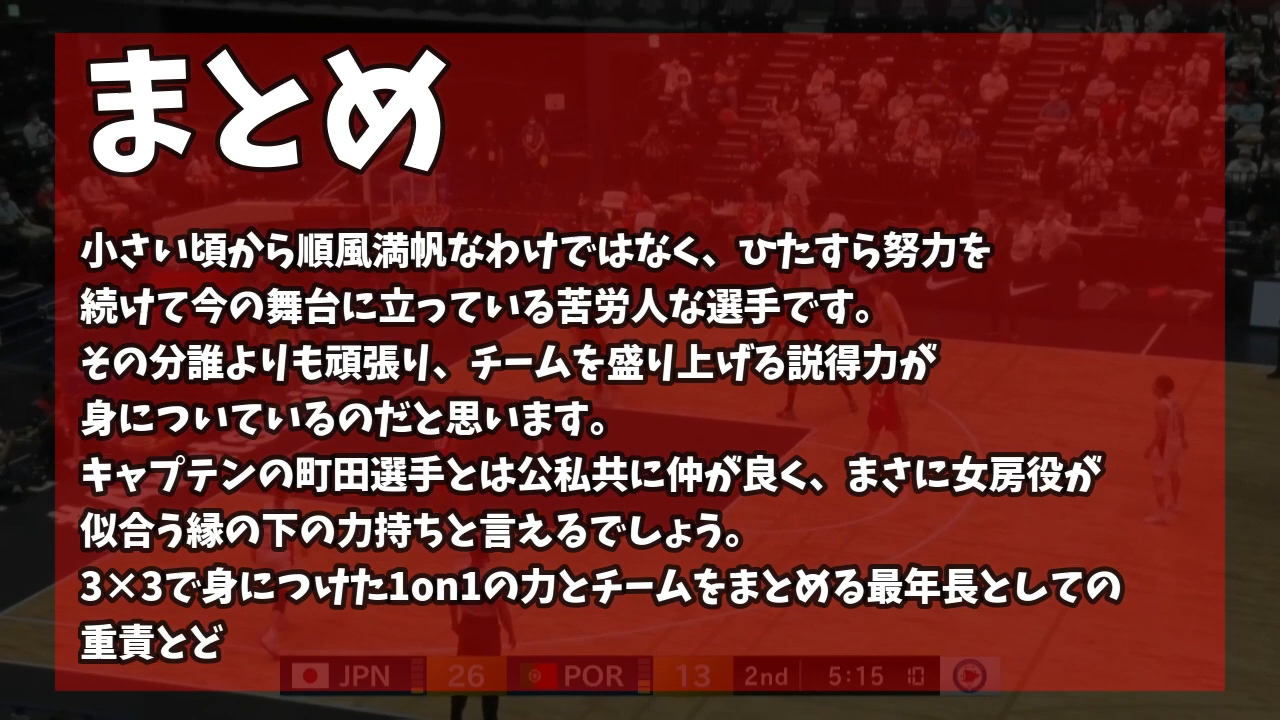 まとめ
小さい頃から順風満帆なわけではなく、ひたすら努力を
続けて今の舞台に立っている苦労人な選手です。
その分誰よりも頑張り、チームを盛り上げる説得力が
身についているのだと思います。
キャプテンの町田選手とは公私共に仲が良く、まさに女房役が
似合う縁の下の力持ちと言えるでしょう。
3×3で身につけた1on1の力とチームをまとめる最年長としての
重責とど
JPN 26 POR 13 2nd 5:15 10